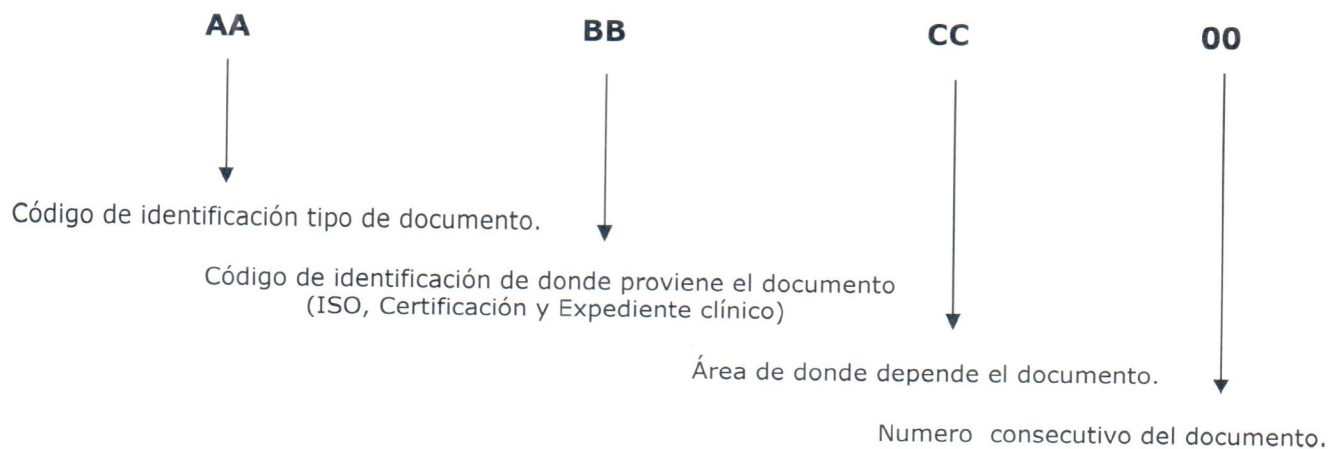 AA BB CC 00
Código de identificación tipo de documento.
Código de identificación de donde proviene el documento
(ISO, Certificación y Expediente clínico)
Área de donde depende el documento.
Numero consecutivo del documento.